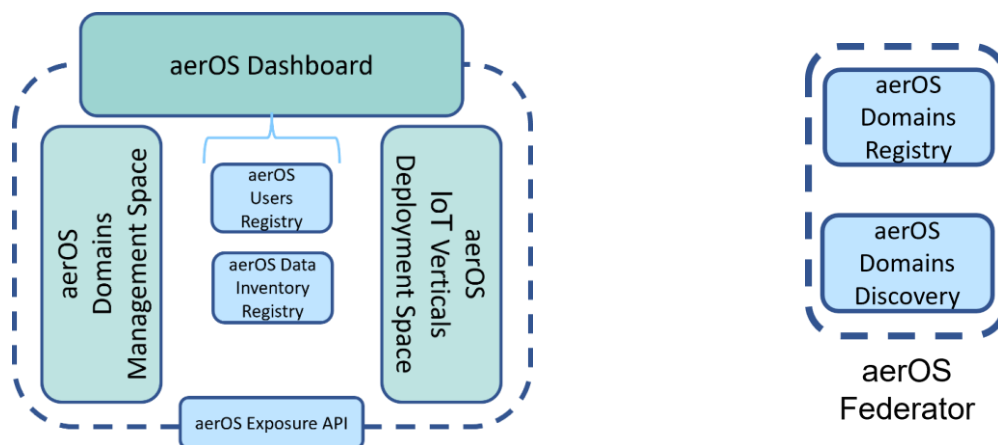 aerOS Dashboard
aerOS
Domains
Management Space
aerOS
Users
Registry
aerOS Data
Inventory
Registry
aerOS
IoT Verticals
Deployment Space
aerOS Exposure API
aerOS
Domains
Registry
aerOS
Domains
Discovery
aerOS
Federator